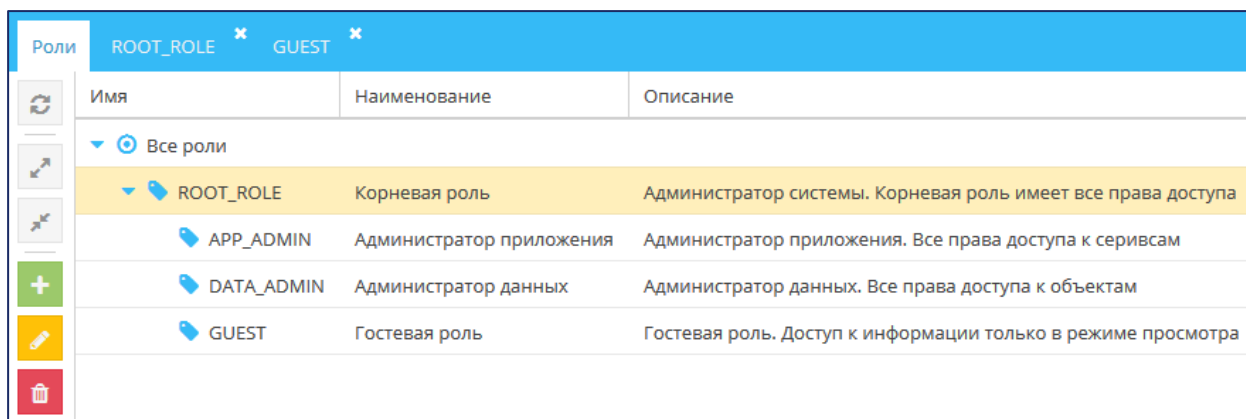 Роли ROOT_ROLE GUEST
Имя Наименование Описание
Все роли
ROOT_ROLE Корневая роль Администратор системы. Корневая роль имеет все права доступа
APP_ADMIN Администратор приложения Администратор приложения. Все права доступа к серивсам
DATA_ADMIN Администратор данных Администратор данных. Все права доступа к объектам
GUEST Гостевая роль Гостевая роль. Доступ к информации только в режиме просмотра